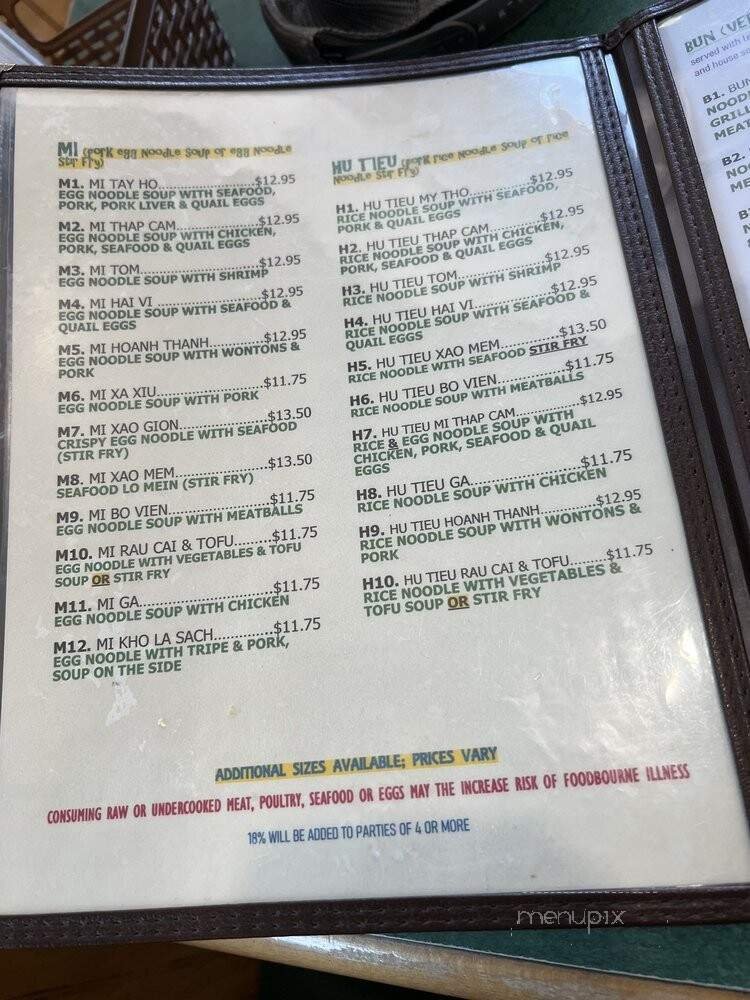 MI (pork egg Noodle Soup or egg Noodle
Stir Fry)
M1. MI TAY HO......................$12.95
EGG NOODLE SOUP WITH SEAFOOD,
PORK, PORK LIVER & QUAIL EGGS
M2. MI THAP CAM...................$12.95
EGG NOODLE SOUP WITH CHICKEN,
PORK, SEAFOOD & QUAIL EGGS
M3. MI TOM...........................$12.95
EGG NOODLE SOUP WITH SHRIMP
M4. MI HAI VI ........................$12.95
EGG NOODLE SOUP WITH SEAFOOD &
QUAIL EGGS
M5. MI HOANH THANH............$12.95
EGG NOODLE SOUP WITH WONTONS &
PORK
M6. MI XA XIU........................$11.75
EGG NOODLE SOUP WITH PORK
M7. MI XAO GION....................$13.50
CRISPY EGG NOODLE WITH SEAFOOD
(STIR FRY)
M8. MI XAO MEM.....................$13.50
SEAFOOD LO MEIN (STIR FRY)
M9. MI BO VIEN.......................$11.75
EGG NOODLE SOUP WITH MEATBALLS
M10. MI RAU CAI & TOFU.........$11.75
EGG NOODLE WITH VEGETABLES & TOFU
SOUP OR STIR FRY
M11. MI GA............................$11.75
EGG NOODLE SOUP WITH CHICKEN
M12. MI KHO LA SACH.............$11.75
EGG NOODLE WITH TRIPE & PORK,
SOUP ON THE SIDE
HU TIEU (pork rice Noodle Soup or rice
Noodle Stir Fry)
H1. HU TIEU MY THO.................$12.95
RICE NOODLE SOUP WITH SEAFOOD,
PORK & QUAIL EGGS
H2. HU TIEU THAP CAM.............$12.95
RICE NOODLE SOUP WITH CHICKEN,
PORK, SEAFOOD & QUAIL EGGS
H3. HU TIEU TOM....................$12.95
RICE NOODLE SOUP WITH SHRIMP
H4. HU TIEU HAI VI..................$12.95
RICE NOODLE SOUP WITH SEAFOOD &
QUAIL EGGS
H5. HU TIEU XAO MEM..............$13.50
RICE NOODLE WITH SEAFOOD STIR FRY
H6. HU TIEU BO VIEN................$11.75
RICE NOODLE SOUP WITH MEATBALLS
H7. HU TIEU MI THAP CAM..............$12.95
RICE & EGG NOODLE SOUP WITH
CHICKEN, PORK, SEAFOOD & QUAIL
EGGS
H8. HU TIEU GA......................$11.75
RICE NOODLE SOUP WITH CHICKEN
H9. HU TIEU HOANH THANH............$12.95
RICE NOODLE SOUP WITH WONTONS &
PORK
H10. HU TIEU RAU CAI & TOFU........$11.75
RICE NOODLE WITH VEGETABLES &
TOFU SOUP OR STIR FRY
ADDITIONAL SIZES AVAILABLE; PRICES VARY
CONSUMING RAW OR UNDERCOOKED MEAT, POULTRY, SEAFOOD OR EGGS MAY THE INCREASE RISK OF FOODBOURNE ILLNESS
18% WILL BE ADDED TO PARTIES OF 4 OR MORE
BUN
served with
and house
B1. BUN
NOOD
GRILL
MEAT
B2.
menupix